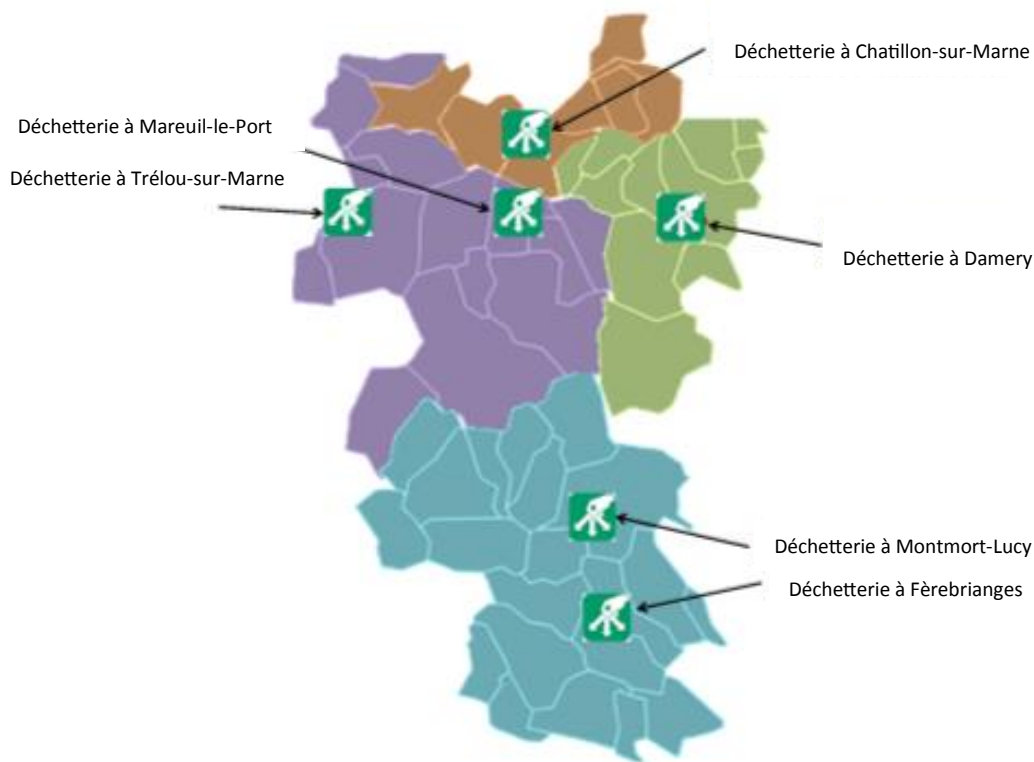 Déchetterie à Chatillon-sur-Marne
Déchetterie à Mareuil-le-Port
Déchetterie à Trélou-sur-Marne
Déchetterie à Damery
Déchetterie à Montmort-Lucy
Déchetterie à Fèrebrianges